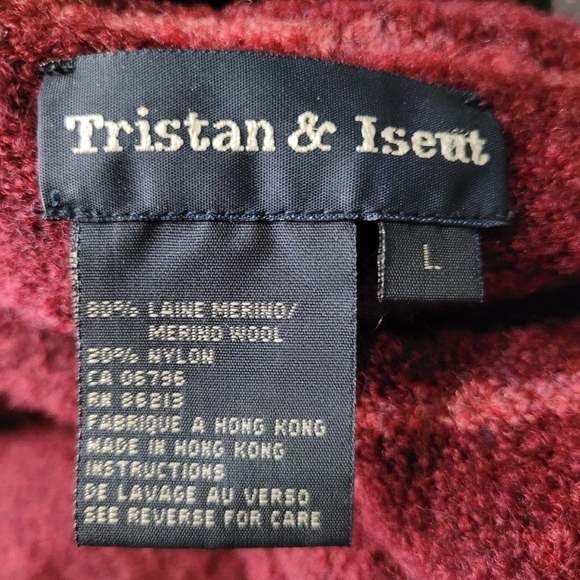 Tristan & Iseut
L
80% LAINE MERINO/
MERINO WOOL
20% NYLON
CA 06796
RN 86213
FABRIQUE A HONG KONG
MADE IN HONG KONG
INSTRUCTIONS
DE LAVAGE AU VERSO
SEE REVERSE FOR CARE